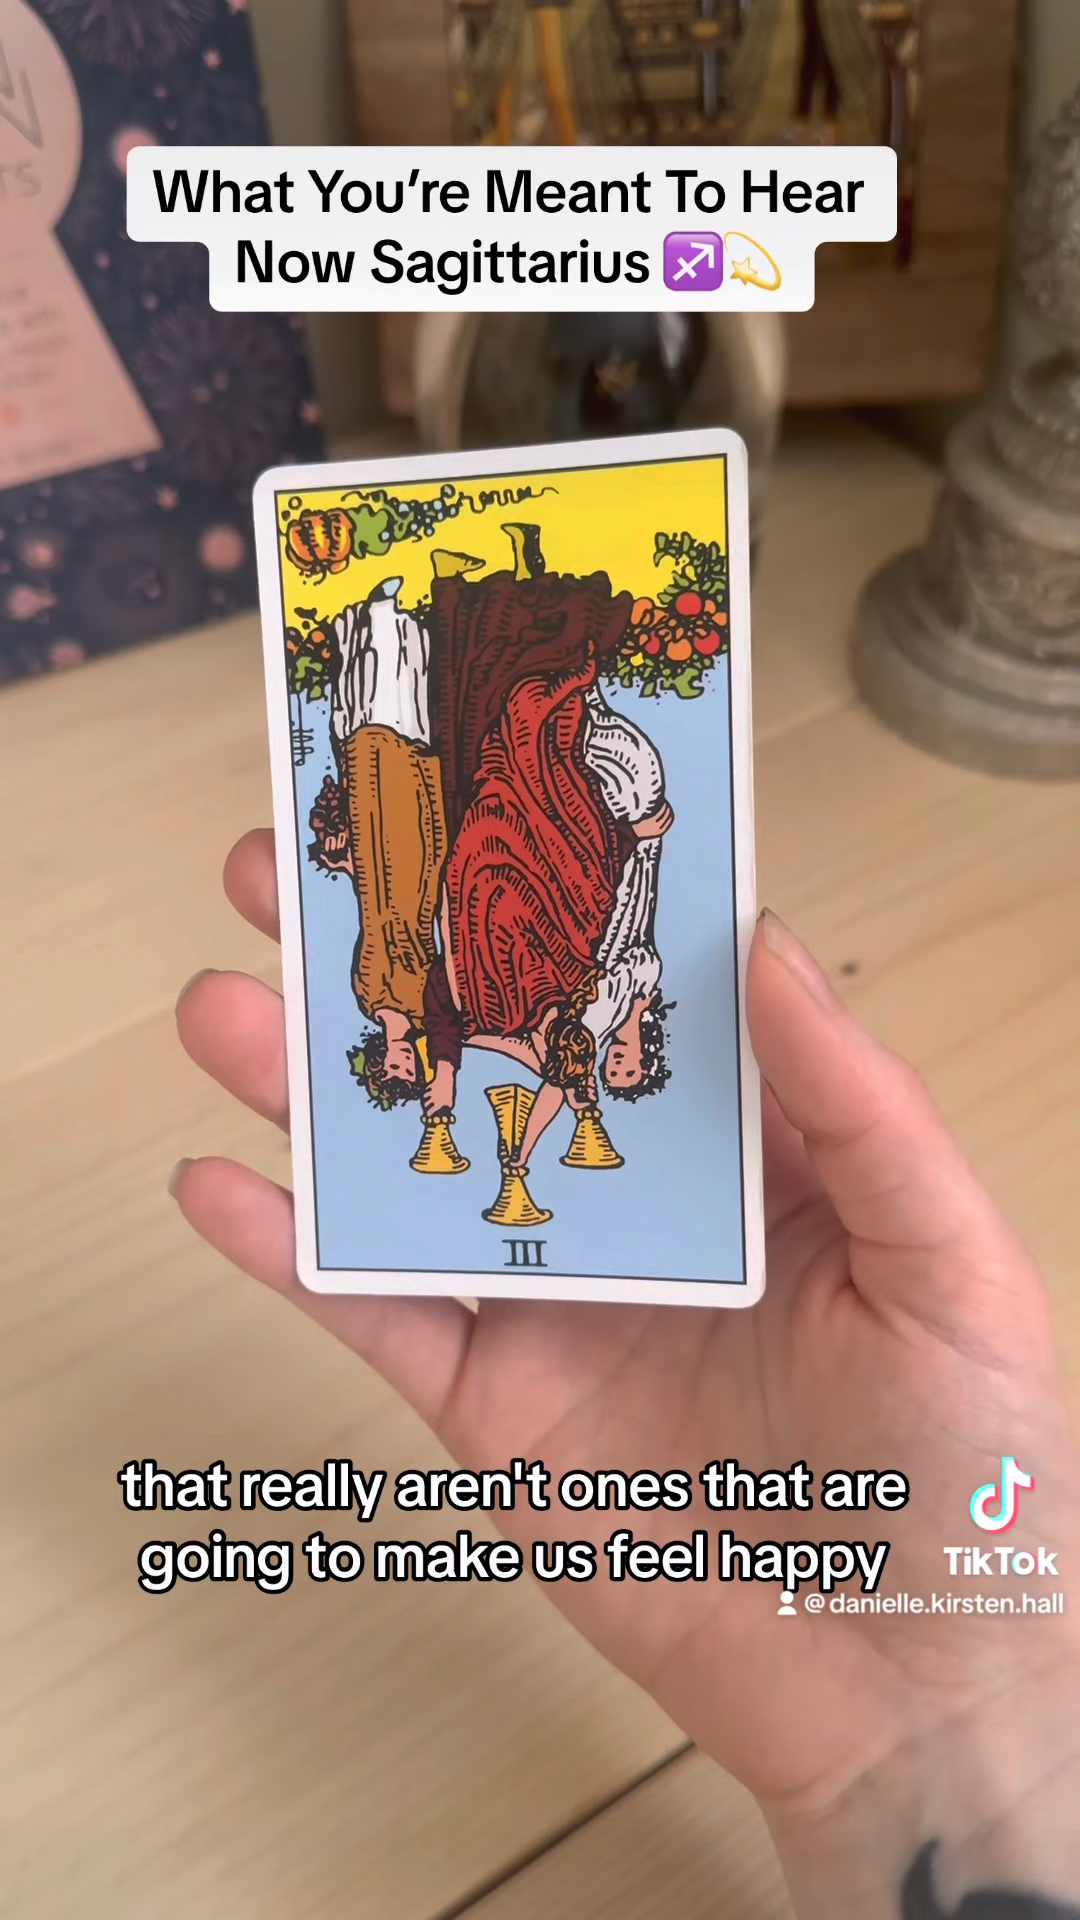 What You’re Meant To Hear
Now Sagittarius ♐💫
III
that really aren't ones that are
going to make us feel happy
TikTok
@danielle.kirsten.hall